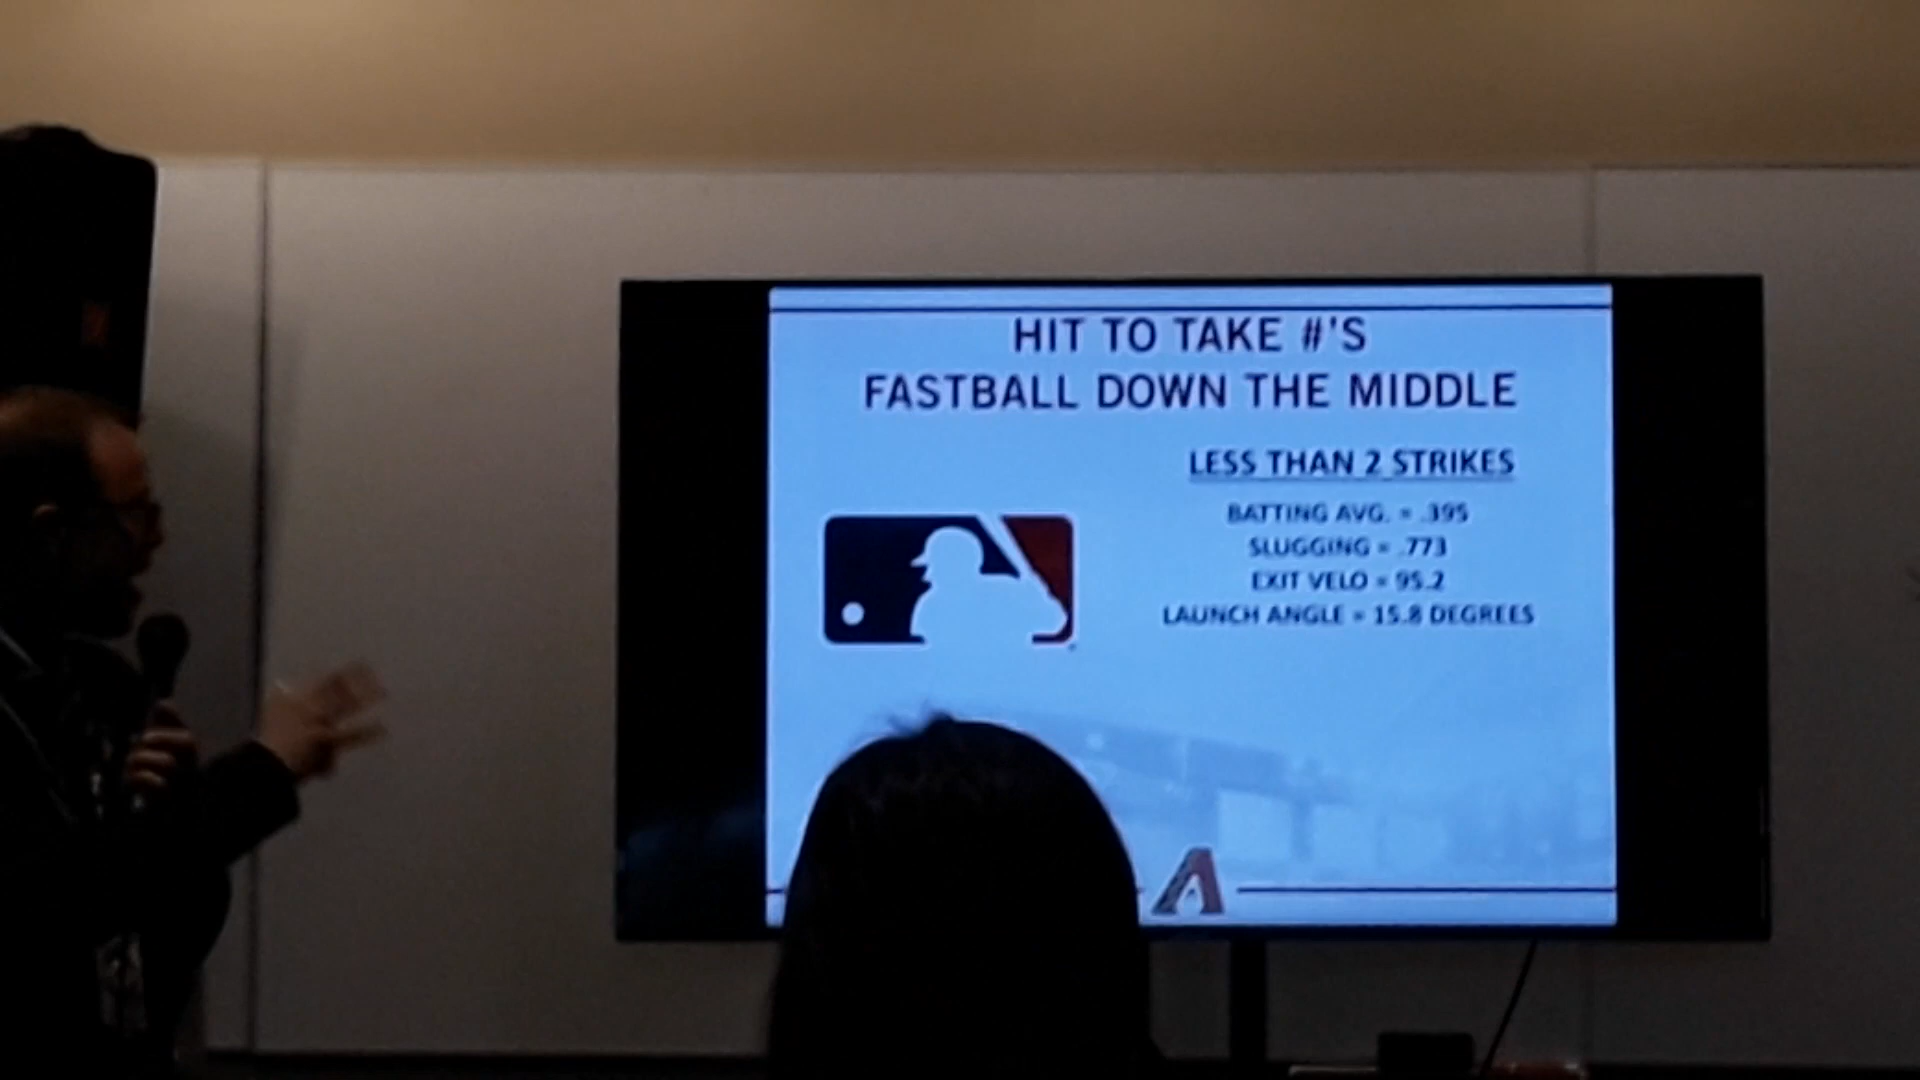 HIT TO TAKE #'S
FASTBALL DOWN THE MIDDLE
LESS THAN 2 STRIKES
BATTING AVG. = .395
SLUGGING = .773
EXIT VELO = 95.2
LAUNCH ANGLE = 15.8 DEGREES
A